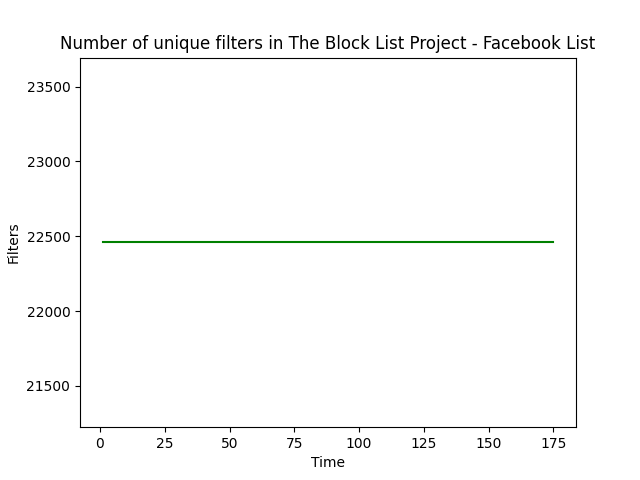 Number of unique filters in The Block List Project - Facebook List
23500
23000
22500
22000
21500
Filters
0 25 50 75 100 125 150 175
Time